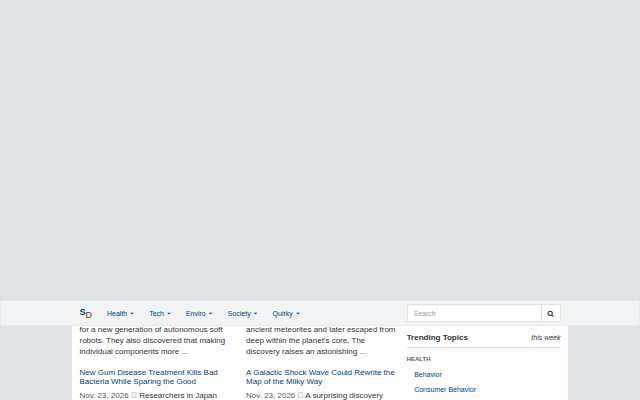 SD Health Tech Enviro Society Quirky Search
for a new generation of autonomous soft
robots. They also discovered that making
individual components more ...
New Gum Disease Treatment Kills Bad
Bacteria While Sparing the Good
Nov. 23, 2026 Researchers in Japan
ancient meteorites and later escaped from
deep within the planet's core. The
discovery raises an astonishing ...
A Galactic Shock Wave Could Rewrite the
Map of the Milky Way
Nov. 23, 2026 A surprising discovery
Trending Topics this week
HEALTH
Behavior
Consumer Behavior